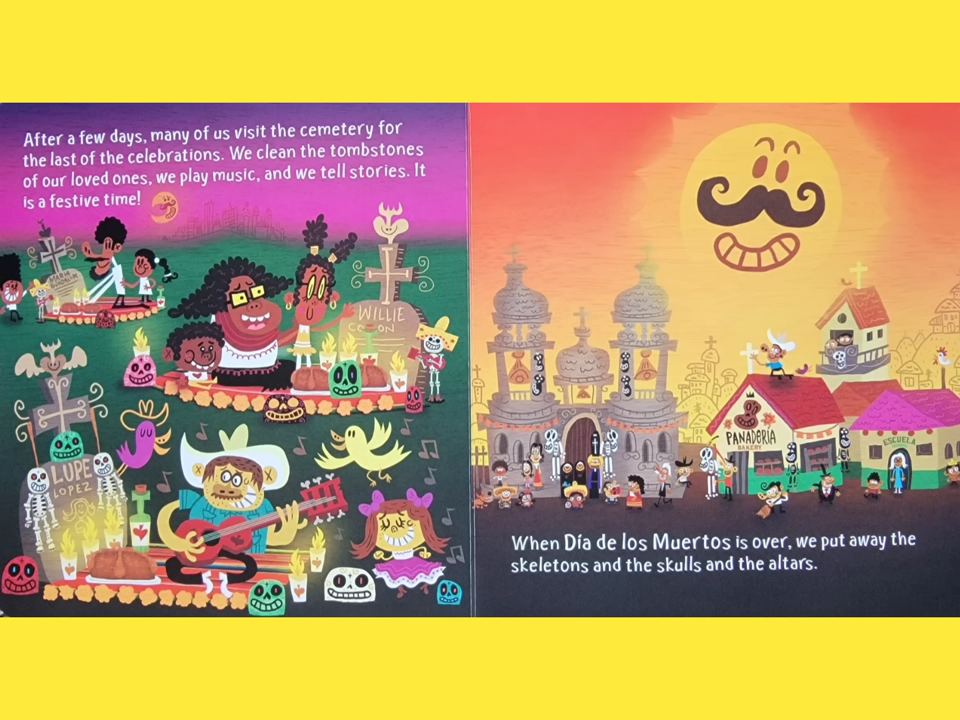 After a few days, many of us visit the cemetery for
the last of the celebrations. We clean the tombstones
of our loved ones, we play music, and we tell stories. It
is a festive time!
WILLIE
COLON
LUPE
LOPEZ
PANADERÍA
BAKERY
ESCUELA
When Día de los Muertos is over, we put away the
skeletons and the skulls and the altars.